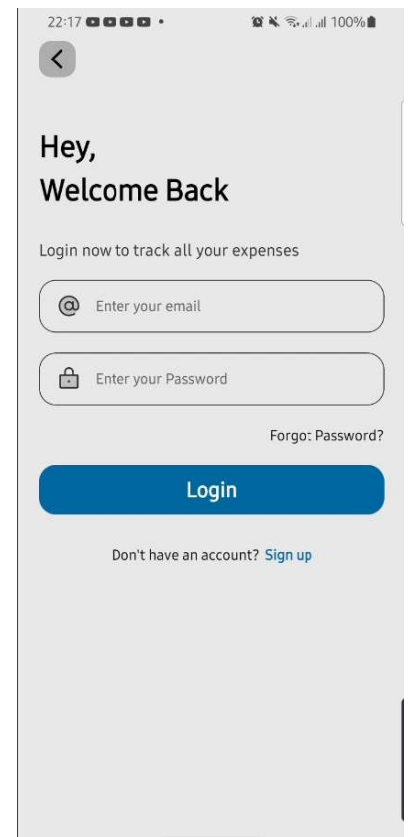 22:17
100%
Hey,
Welcome Back
Login now to track all your expenses
@ Enter your email
Enter your Password
Forgot Password?
Login
Don't have an account? Sign up